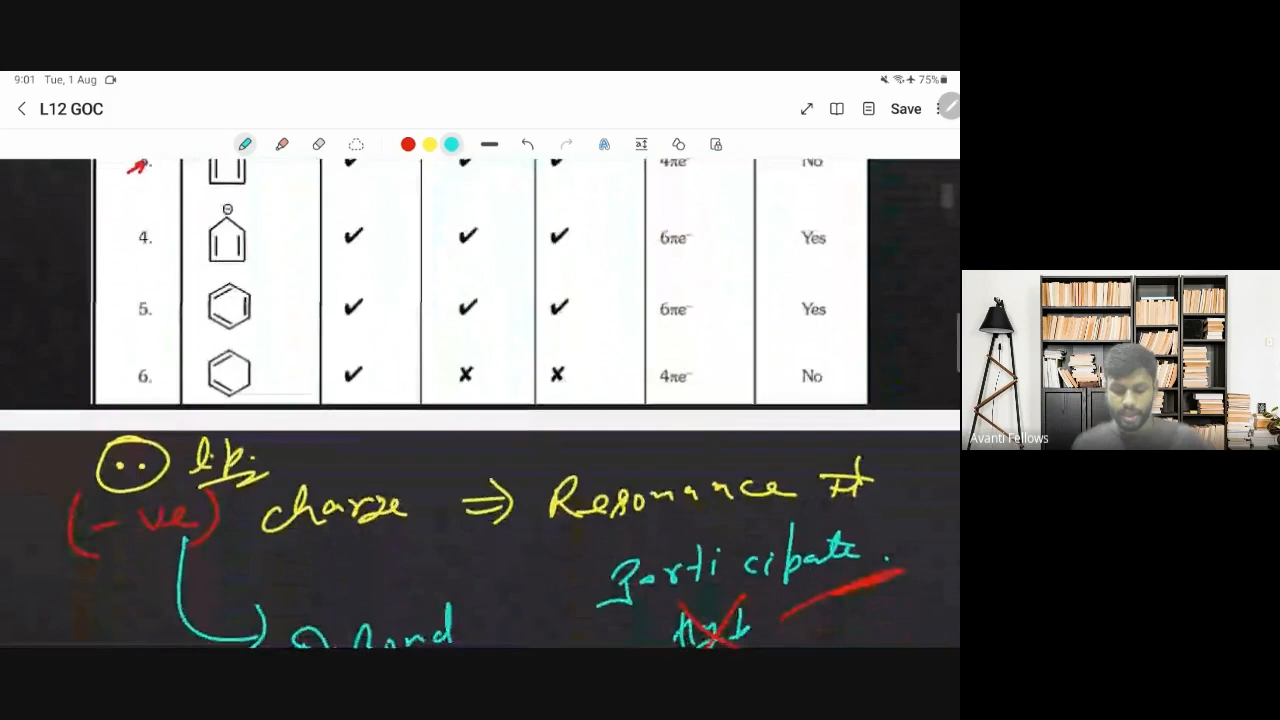 9:01 Tue, 1 Aug 75%
L12 GOC Save
3. ✔ ✔ ✔ 4πe⁻ No
4. ⊖ ✔ ✔ ✔ 6πe⁻ Yes
5. ✔ ✔ ✔ 6πe⁻ Yes
6. ✔ ✘ ✘ 4πe⁻ No
l.p.
(-ve) charge ⇒ Resonance में
participate.
Avanti Fellows